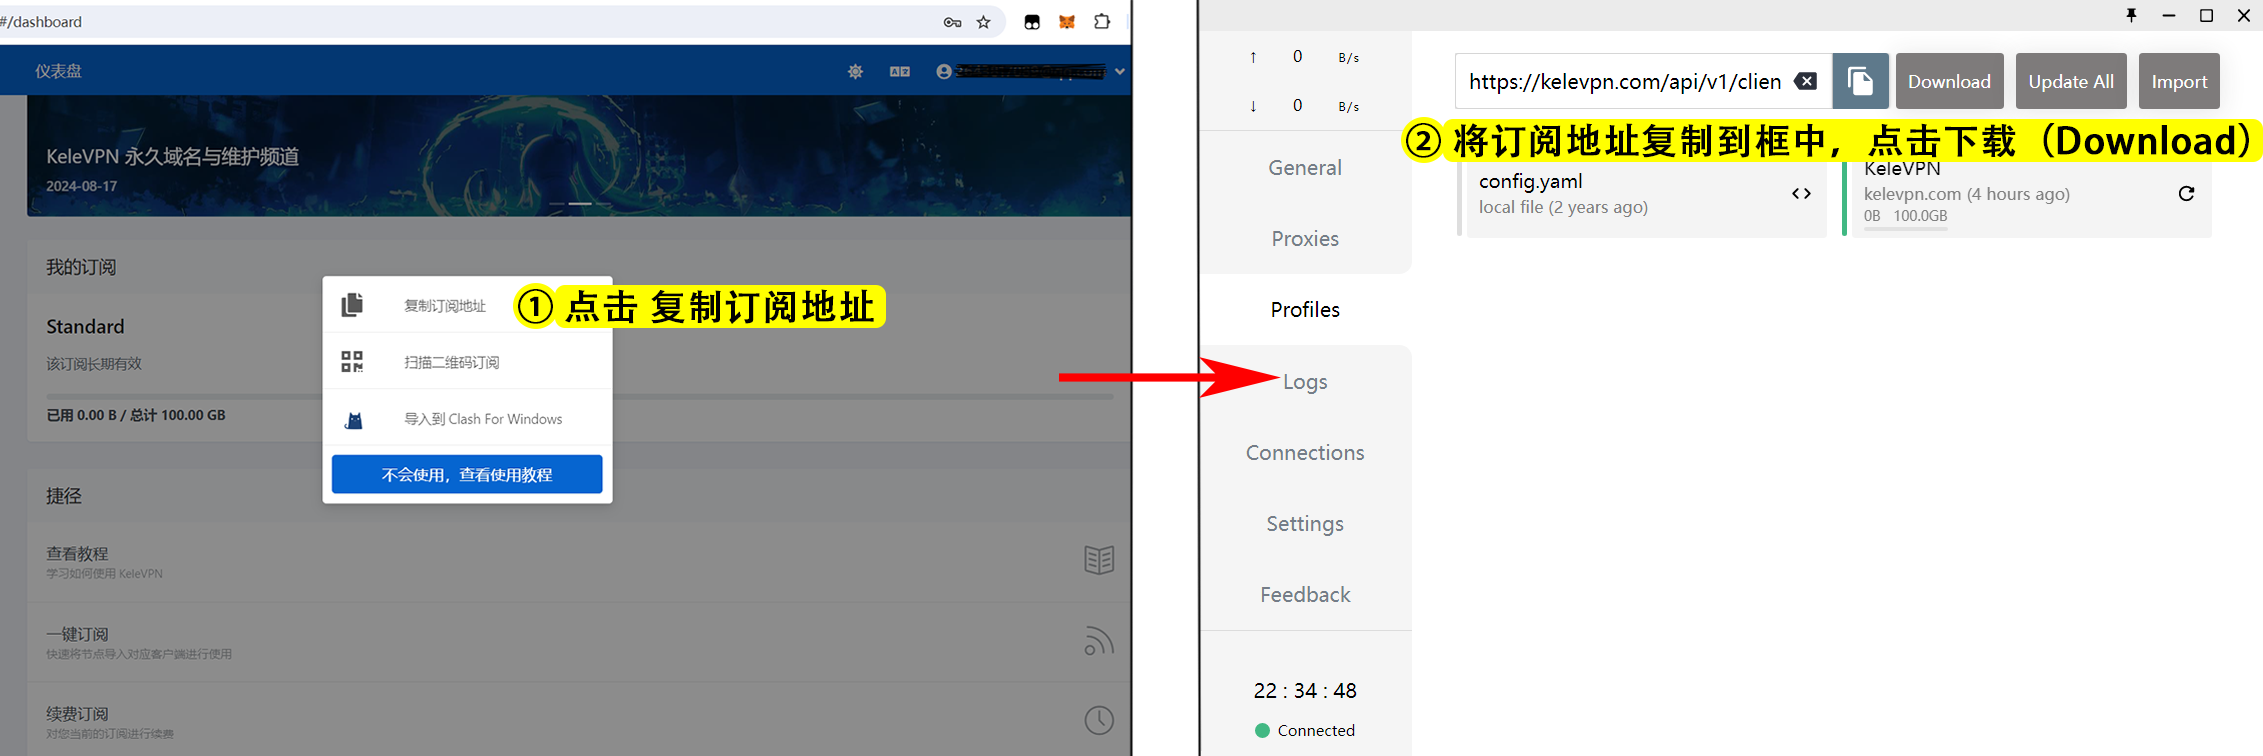 #/dashboard
仪表盘
KeleVPN 永久域名与维护频道
2024-08-17
我的订阅
Standard
该订阅长期有效
已用 0.00 B / 总计 100.00 GB
复制订阅地址
① 点击 复制订阅地址
扫描二维码订阅
导入到 Clash For Windows
不会使用，查看使用教程
捷径
查看教程
学习如何使用 KeleVPN
一键订阅
快速将节点导入对应客户端进行使用
续费订阅
对您当前的订阅进行续费
↑ 0 B/s
↓ 0 B/s
General
Proxies
Profiles
Logs
Connections
Settings
Feedback
22 : 34 : 48
Connected
https://kelevpn.com/api/v1/clien
Download
Update All
Import
② 将订阅地址复制到框中，点击下载（Download）
config.yaml
local file (2 years ago)
KeleVPN
kelevpn.com (4 hours ago)
0B 100.0GB